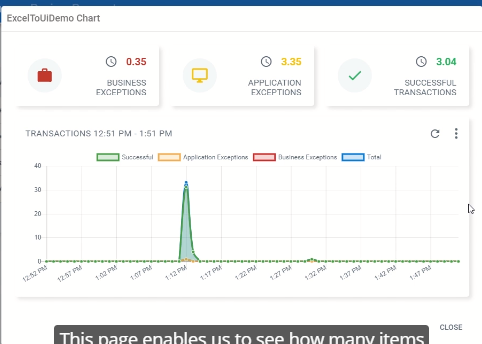 ExcelToUiDemo Chart
0.35
BUSINESS
EXCEPTIONS
3.35
APPLICATION
EXCEPTIONS
3.04
SUCCESSFUL
TRANSACTIONS
TRANSACTIONS 12:51 PM - 1:51 PM
Successful Application Exceptions Business Exceptions Total
40
30
20
10
0
12:52 PM 12:57 PM 1:02 PM 1:07 PM 1:12 PM 1:17 PM 1:22 PM 1:27 PM 1:32 PM 1:37 PM 1:42 PM 1:47 PM
CLOSE
This page enables us to see how many items